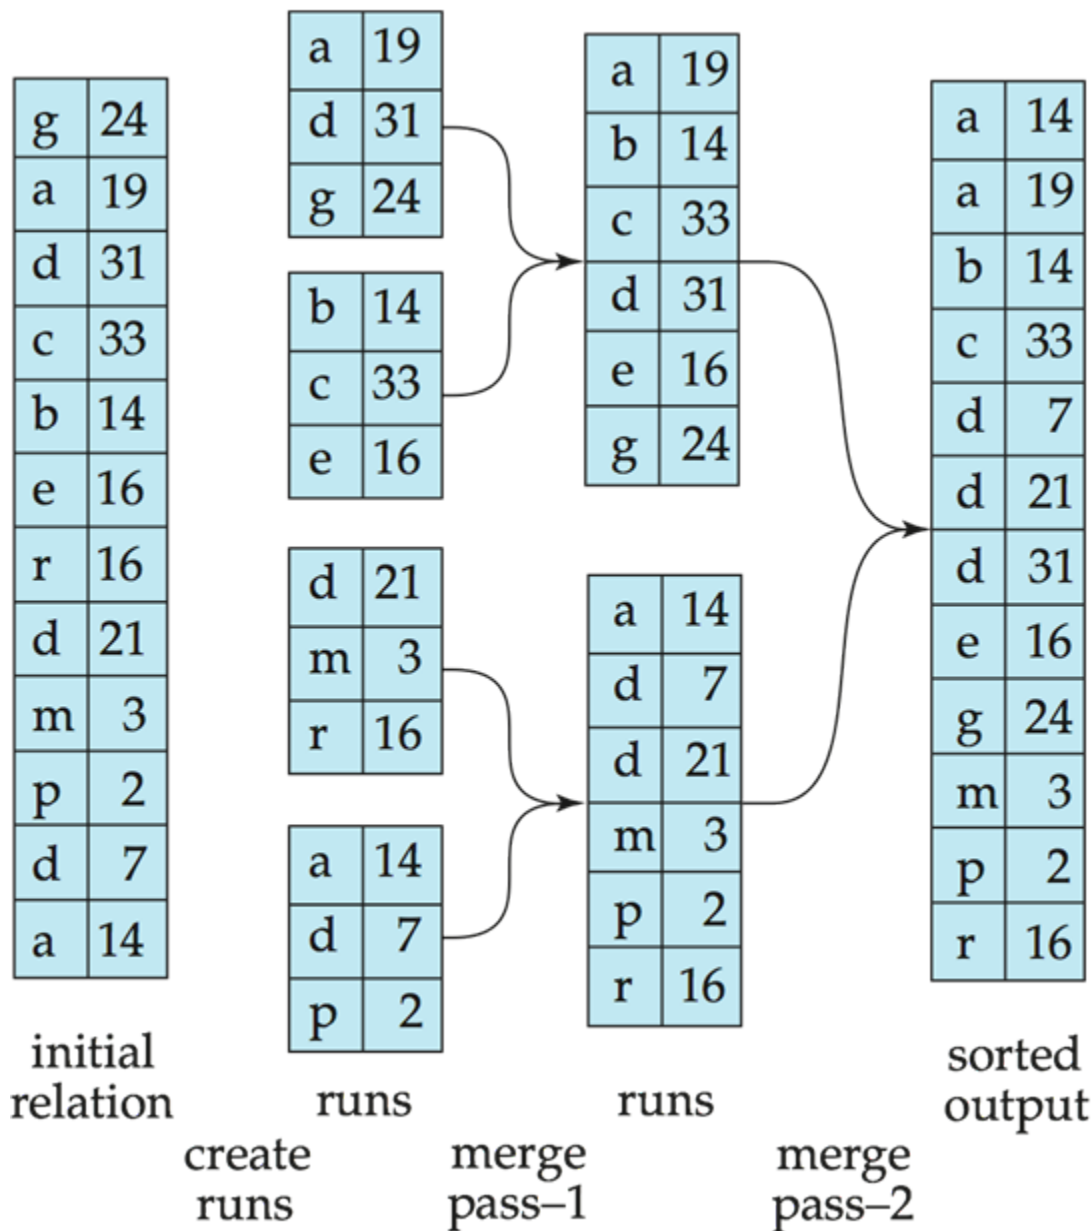 g 24
a 19
d 31
c 33
b 14
e 16
r 16
d 21
m 3
p 2
d 7
a 14
initial
relation
create
runs
a 19
d 31
g 24
b 14
c 33
e 16
d 21
m 3
r 16
a 14
d 7
p 2
runs
merge
pass–1
a 19
b 14
c 33
d 31
e 16
g 24
a 14
d 7
d 21
m 3
p 2
r 16
runs
merge
pass–2
a 14
a 19
b 14
c 33
d 7
d 21
d 31
e 16
g 24
m 3
p 2
r 16
sorted
output